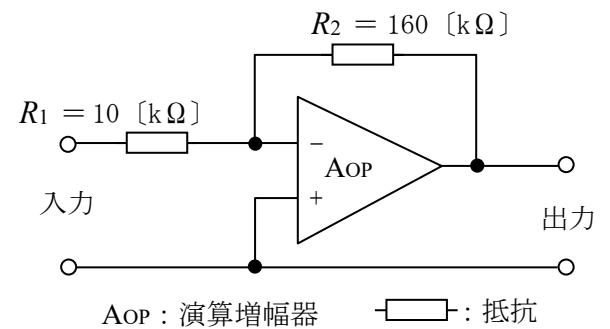 R2 = 160 〔kΩ〕
R1 = 10 〔kΩ〕
−
AOP
+
入力
出力
AOP：演算増幅器
：抵抗